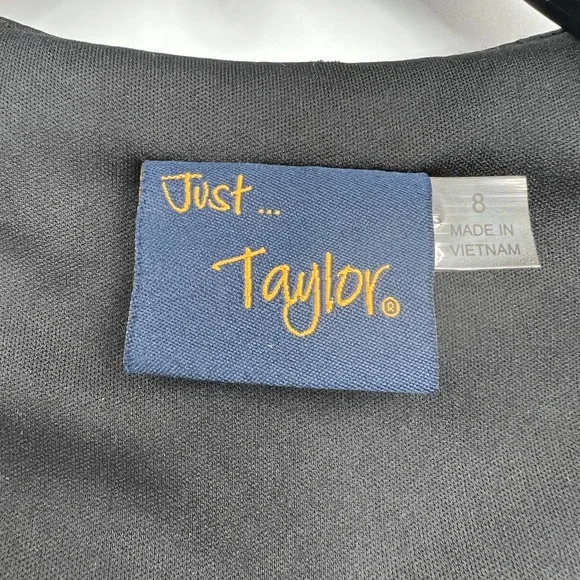 Just ...
Taylor®
8
MADE IN
VIETNAM